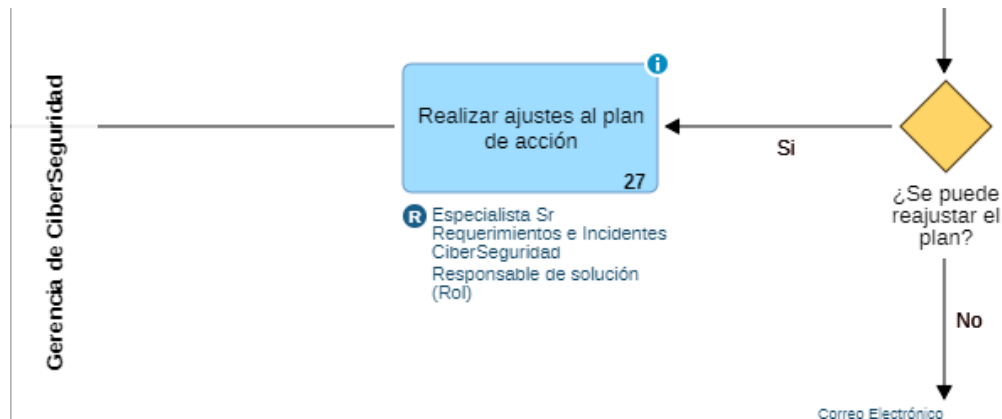 Gerencia de CiberSeguridad
Realizar ajustes al plan
de acción
27
R Especialista Sr
Requerimientos e Incidentes
CiberSeguridad
Responsable de solución
(Rol)
Si
¿Se puede
reajustar el
plan?
No
Correo Electrónico